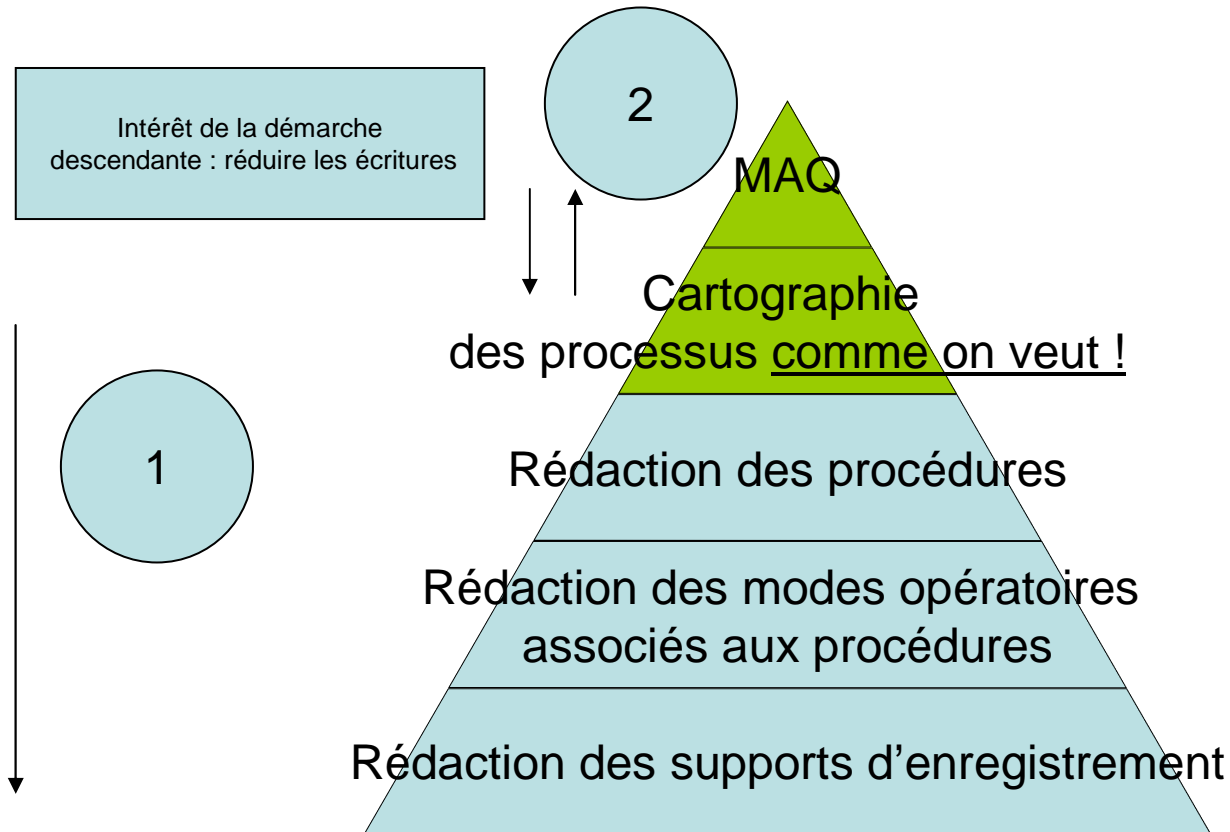 Intérêt de la démarche
descendante : réduire les écritures
2
MAQ
Cartographie
des processus comme on veut !
1
Rédaction des procédures
Rédaction des modes opératoires
associés aux procédures
Rédaction des supports d’enregistrement